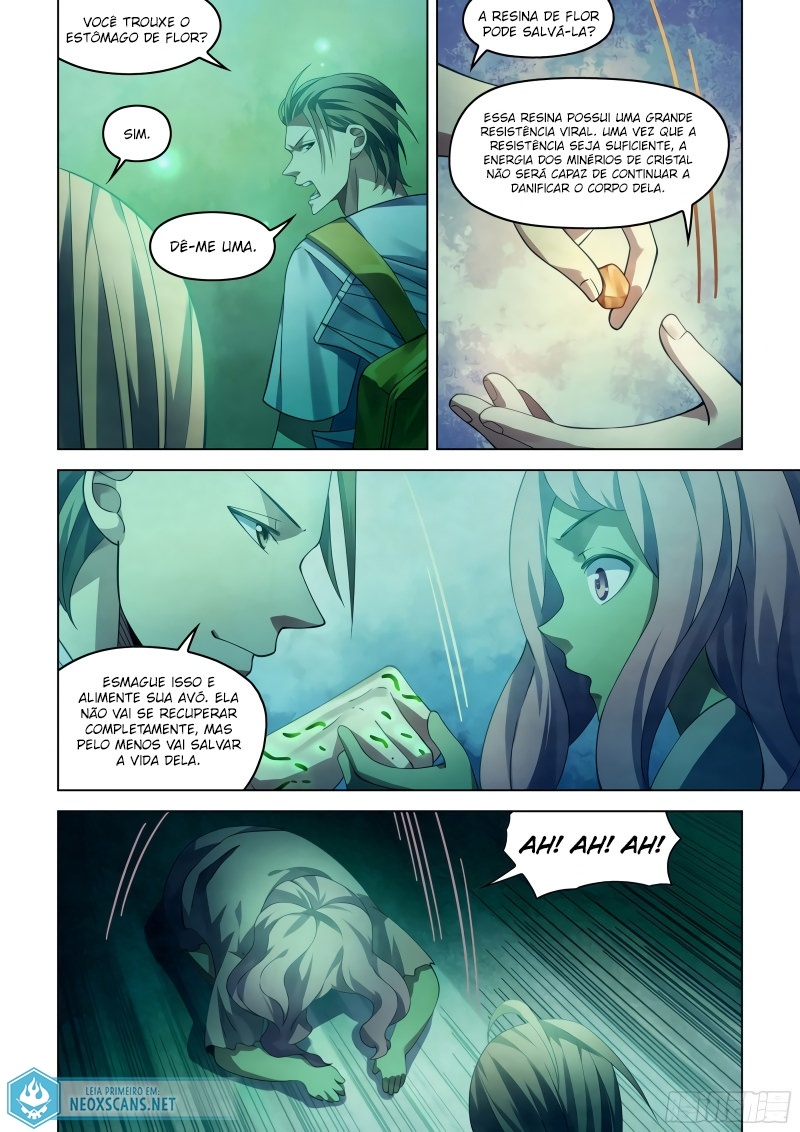 VOCÊ TROUXE O
ESTÔMAGO DE FLOR?
SIM.
DÊ-ME UMA.
A RESINA DE FLOR
PODE SALVÁ-LA?
ESSA RESINA POSSUI UMA GRANDE
RESISTÊNCIA VIRAL. UMA VEZ QUE A
RESISTÊNCIA SEJA SUFICIENTE, A
ENERGIA DOS MINÉRIOS DE CRISTAL
NÃO SERÁ CAPAZ DE CONTINUAR A
DANIFICAR O CORPO DELA.
ESMAGUE ISSO E
ALIMENTE SUA AVÓ. ELA
NÃO VAI SE RECUPERAR
COMPLETAMENTE, MAS
PELO MENOS VAI SALVAR
A VIDA DELA.
AH! AH! AH!
LEIA PRIMEIRO EM:
NEOXSCANS.NET